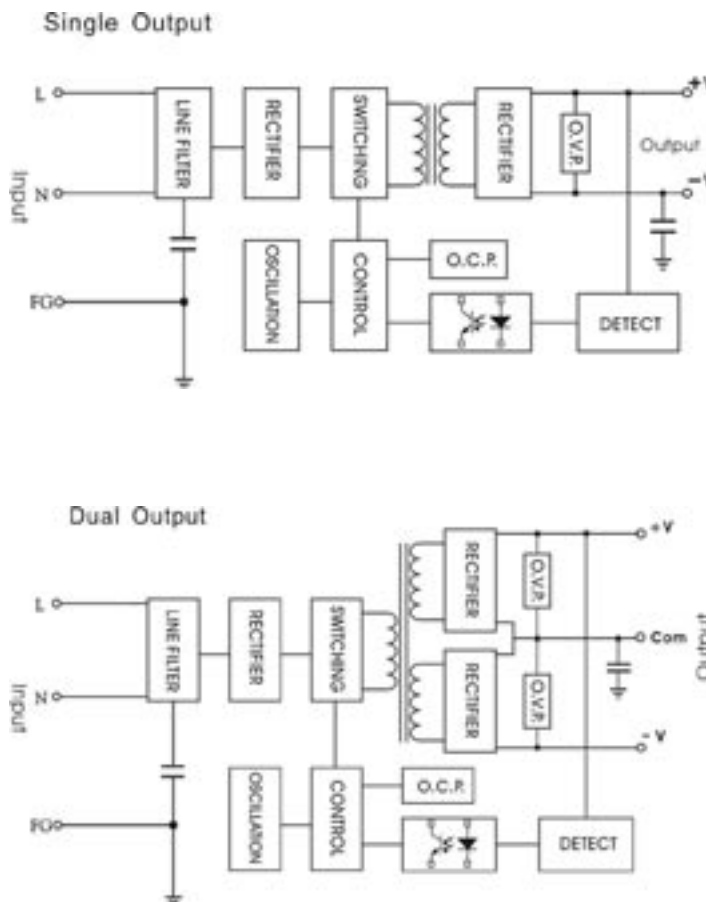 Single Output
L
LINE FILTER
RECTIFIER
SWITCHING
RECTIFIER
O.V.P.
+V
Output
Input
N
-V
FG
OSCILLATION
CONTROL
O.C.P.
DETECT
Dual Output
L
LINE FILTER
RECTIFIER
SWITCHING
RECTIFIER
O.V.P.
+V
Com
Output
Input
N
RECTIFIER
O.V.P.
- V
FG
OSCILLATION
CONTROL
O.C.P.
DETECT